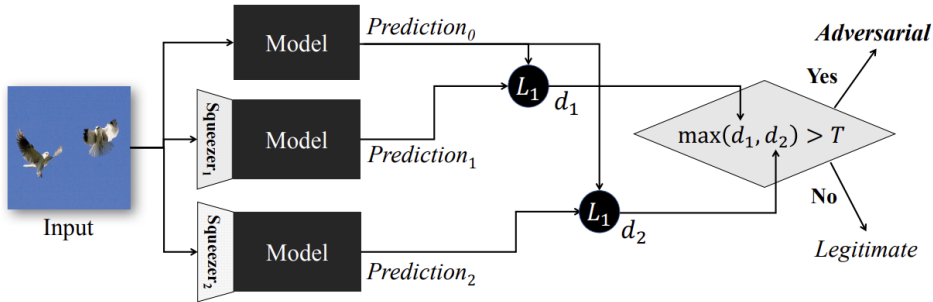 Input
Model
Squeezer₁
Model
Squeezer₂
Model
Prediction₀
Prediction₁
Prediction₂
L₁
d₁
L₁
d₂
max(d₁, d₂) > T
Yes
Adversarial
No
Legitimate